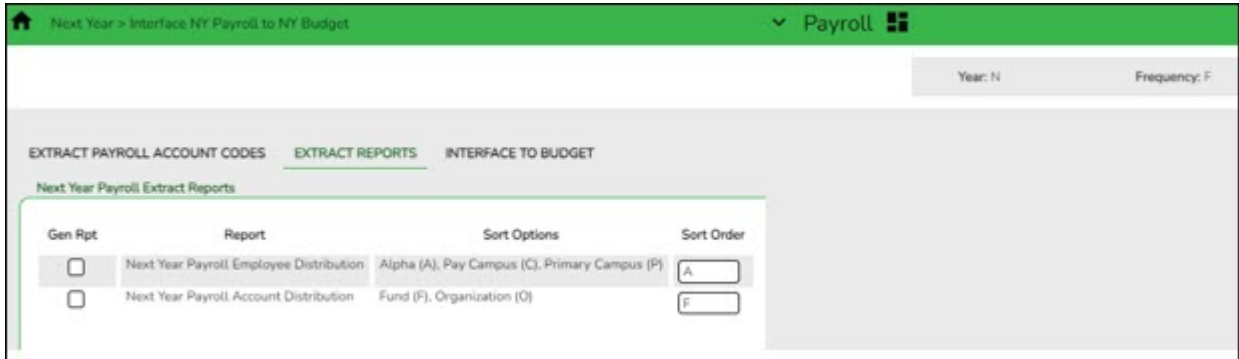 Next Year > Interface NY Payroll to NY Budget Payroll
Year: N Frequency: F
EXTRACT PAYROLL ACCOUNT CODES EXTRACT REPORTS INTERFACE TO BUDGET
Next Year Payroll Extract Reports
Gen Rpt Report Sort Options Sort Order
Next Year Payroll Employee Distribution Alpha (A), Pay Campus (C), Primary Campus (P) A
Next Year Payroll Account Distribution Fund (F), Organization (O) F